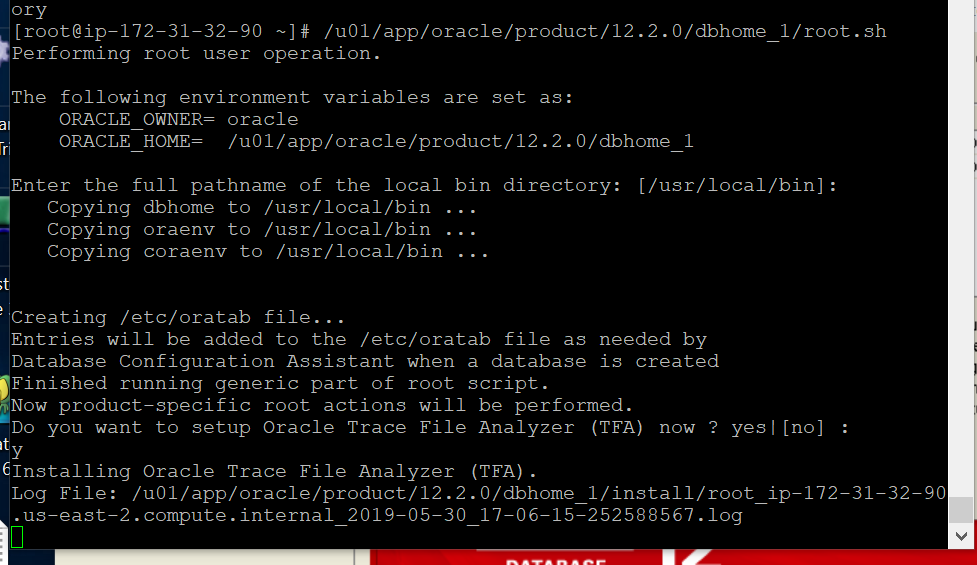 ory
[root@ip-172-31-32-90 ~]# /u01/app/oracle/product/12.2.0/dbhome_1/root.sh
Performing root user operation.
The following environment variables are set as:
ORACLE_OWNER= oracle
ORACLE_HOME=  /u01/app/oracle/product/12.2.0/dbhome_1
Enter the full pathname of the local bin directory: [/usr/local/bin]:
Copying dbhome to /usr/local/bin ...
Copying oraenv to /usr/local/bin ...
Copying coraenv to /usr/local/bin ...
Creating /etc/oratab file...
Entries will be added to the /etc/oratab file as needed by
Database Configuration Assistant when a database is created
Finished running generic part of root script.
Now product-specific root actions will be performed.
Do you want to setup Oracle Trace File Analyzer (TFA) now ? yes|[no] :
y
Installing Oracle Trace File Analyzer (TFA).
Log File: /u01/app/oracle/product/12.2.0/dbhome_1/install/root_ip-172-31-32-90
.us-east-2.compute.internal_2019-05-30_17-06-15-252588567.log
DATABASE